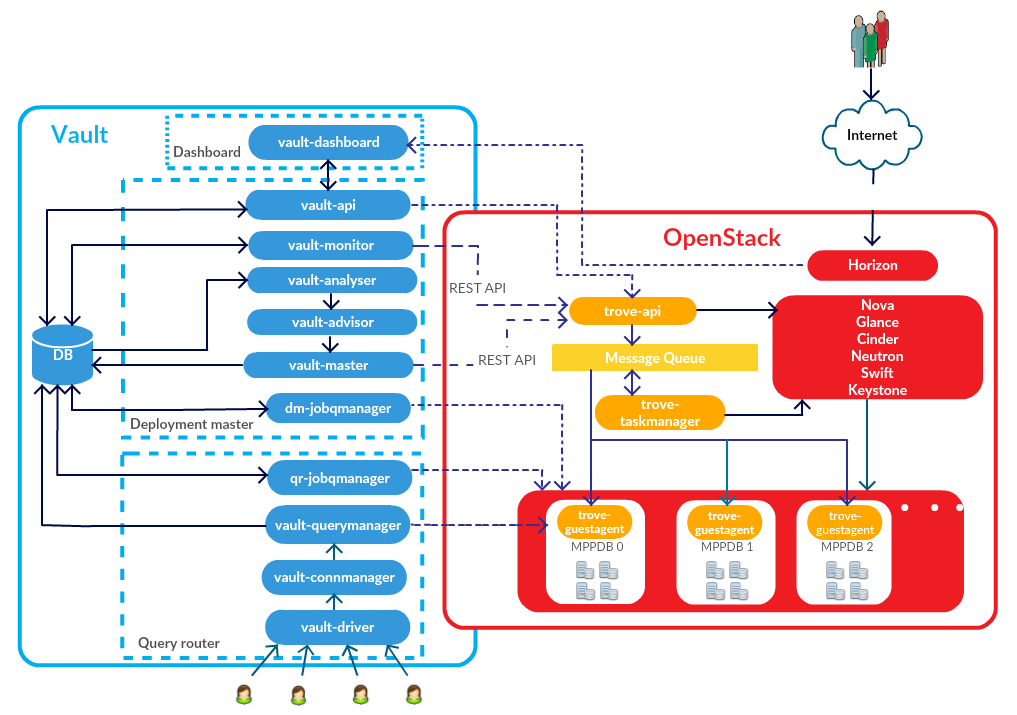 Vault
Dashboard
vault-dashboard
vault-api
vault-monitor
vault-analyser
vault-advisor
vault-master
dm-jobqmanager
Deployment master
DB
qr-jobqmanager
vault-querymanager
vault-connmanager
vault-driver
Query router
REST API
REST API
Internet
OpenStack
Horizon
trove-api
Message Queue
trove-
taskmanager
Nova
Glance
Cinder
Neutron
Swift
Keystone
trove-
guestagent
MPPDB 0
trove-
guestagent
MPPDB 1
trove-
guestagent
MPPDB 2